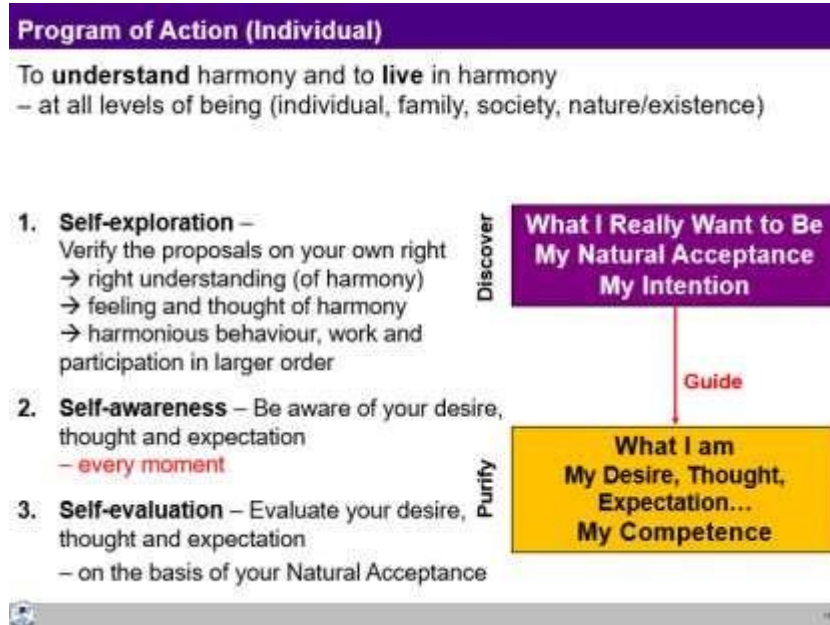 Program of Action (Individual)
To understand harmony and to live in harmony
– at all levels of being (individual, family, society, nature/existence)
1. Self-exploration –
Verify the proposals on your own right
→ right understanding (of harmony)
→ feeling and thought of harmony
→ harmonious behaviour, work and
participation in larger order
2. Self-awareness – Be aware of your desire,
thought and expectation
– every moment
3. Self-evaluation – Evaluate your desire,
thought and expectation
– on the basis of your Natural Acceptance
Discover
What I Really Want to Be
My Natural Acceptance
My Intention
Guide
Purify
What I am
My Desire, Thought,
Expectation...
My Competence